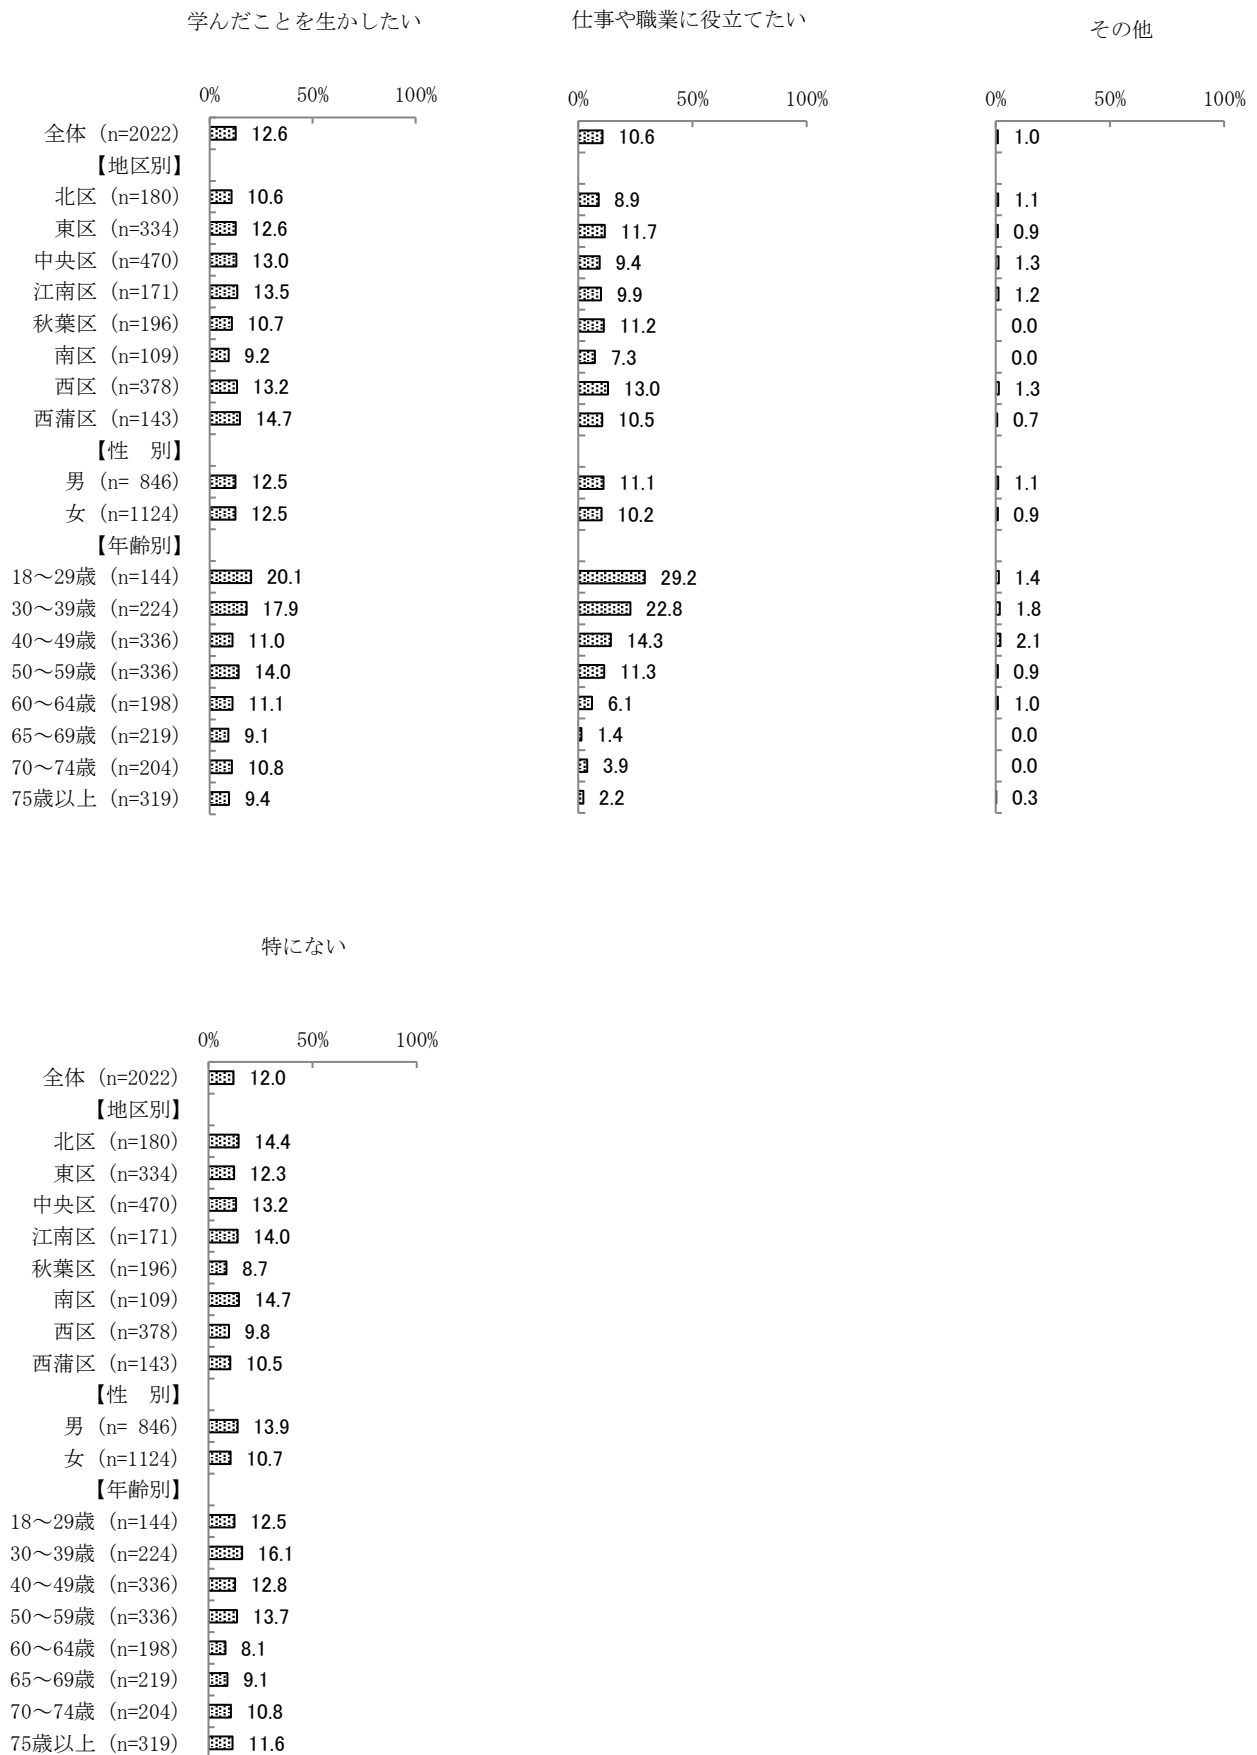 学んだことを生かしたい 仕事や職業に役立てたい その他
0% 50% 100% 0% 50% 100% 0% 50% 100%
全体 (n=2022) 12.6 10.6 1.0
【地区別】
北区 (n=180) 10.6 8.9 1.1
東区 (n=334) 12.6 11.7 0.9
中央区 (n=470) 13.0 9.4 1.3
江南区 (n=171) 13.5 9.9 1.2
秋葉区 (n=196) 10.7 11.2 0.0
南区 (n=109) 9.2 7.3 0.0
西区 (n=378) 13.2 13.0 1.3
西蒲区 (n=143) 14.7 10.5 0.7
【性　別】
男 (n= 846) 12.5 11.1 1.1
女 (n=1124) 12.5 10.2 0.9
【年齢別】
18～29歳 (n=144) 20.1 29.2 1.4
30～39歳 (n=224) 17.9 22.8 1.8
40～49歳 (n=336) 11.0 14.3 2.1
50～59歳 (n=336) 14.0 11.3 0.9
60～64歳 (n=198) 11.1 6.1 1.0
65～69歳 (n=219) 9.1 1.4 0.0
70～74歳 (n=204) 10.8 3.9 0.0
75歳以上 (n=319) 9.4 2.2 0.3
特にない
0% 50% 100%
全体 (n=2022) 12.0
【地区別】
北区 (n=180) 14.4
東区 (n=334) 12.3
中央区 (n=470) 13.2
江南区 (n=171) 14.0
秋葉区 (n=196) 8.7
南区 (n=109) 14.7
西区 (n=378) 9.8
西蒲区 (n=143) 10.5
【性　別】
男 (n= 846) 13.9
女 (n=1124) 10.7
【年齢別】
18～29歳 (n=144) 12.5
30～39歳 (n=224) 16.1
40～49歳 (n=336) 12.8
50～59歳 (n=336) 13.7
60～64歳 (n=198) 8.1
65～69歳 (n=219) 9.1
70～74歳 (n=204) 10.8
75歳以上 (n=319) 11.6